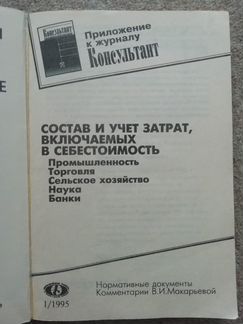 Консультант
Приложение
к журналу
Консультант
СОСТАВ И УЧЕТ ЗАТРАТ,
ВКЛЮЧАЕМЫХ
В СЕБЕСТОИМОСТЬ
Промышленность
Торговля
Сельское хозяйство
Наука
Банки
1/1995
Нормативные документы
Комментарии В.И.Макарьевой